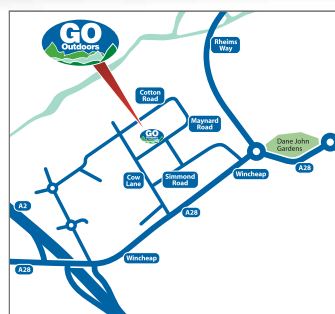 GO
Outdoors
Rheims
Way
Cotton
Road
Maynard
Road
GO
Outdoors
Dane John
Gardens
A28
Cow
Lane
Simmond
Road
Wincheap
A2
A28
Wincheap
A28